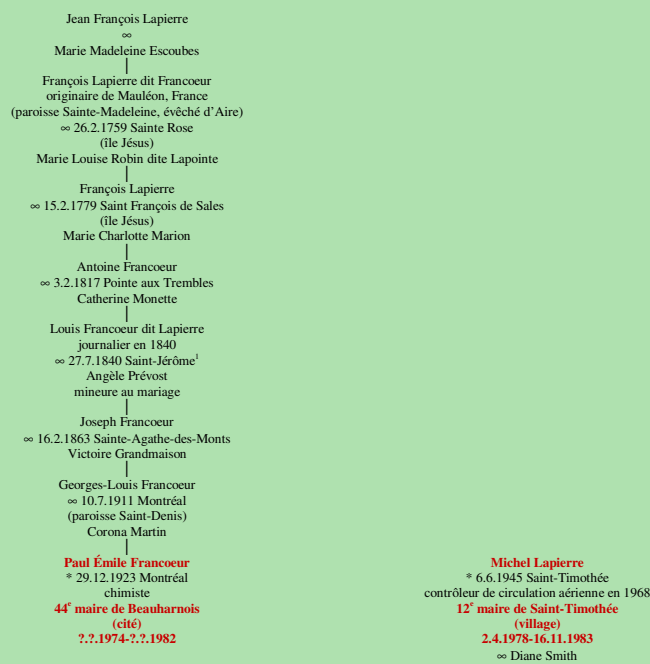 Jean François Lapierre
∞
Marie Madeleine Escoubes
François Lapierre dit Francoeur
originaire de Mauléon, France
(paroisse Sainte-Madeleine, évêché d'Aire)
∞ 26.2.1759 Sainte Rose
(île Jésus)
Marie Louise Robin dite Lapointe
François Lapierre
∞ 15.2.1779 Saint François de Sales
(île Jésus)
Marie Charlotte Marion
Antoine Francoeur
∞ 3.2.1817 Pointe aux Trembles
Catherine Monette
Louis Francoeur dit Lapierre
journalier en 1840
∞ 27.7.1840 Saint-Jérôme¹
Angèle Prévost
mineure au mariage
Joseph Francoeur
∞ 16.2.1863 Sainte-Agathe-des-Monts
Victoire Grandmaison
Georges-Louis Francoeur
∞ 10.7.1911 Montréal
(paroisse Saint-Denis)
Corona Martin
Paul Émile Francoeur
* 29.12.1923 Montréal
chimiste
44ᵉ maire de Beauharnois
(cité)
?.?.1974-?.?.1982
Michel Lapierre
* 6.6.1945 Saint-Timothée
contrôleur de circulation aérienne en 1968
12ᵉ maire de Saint-Timothée
(village)
2.4.1978-16.11.1983
∞ Diane Smith